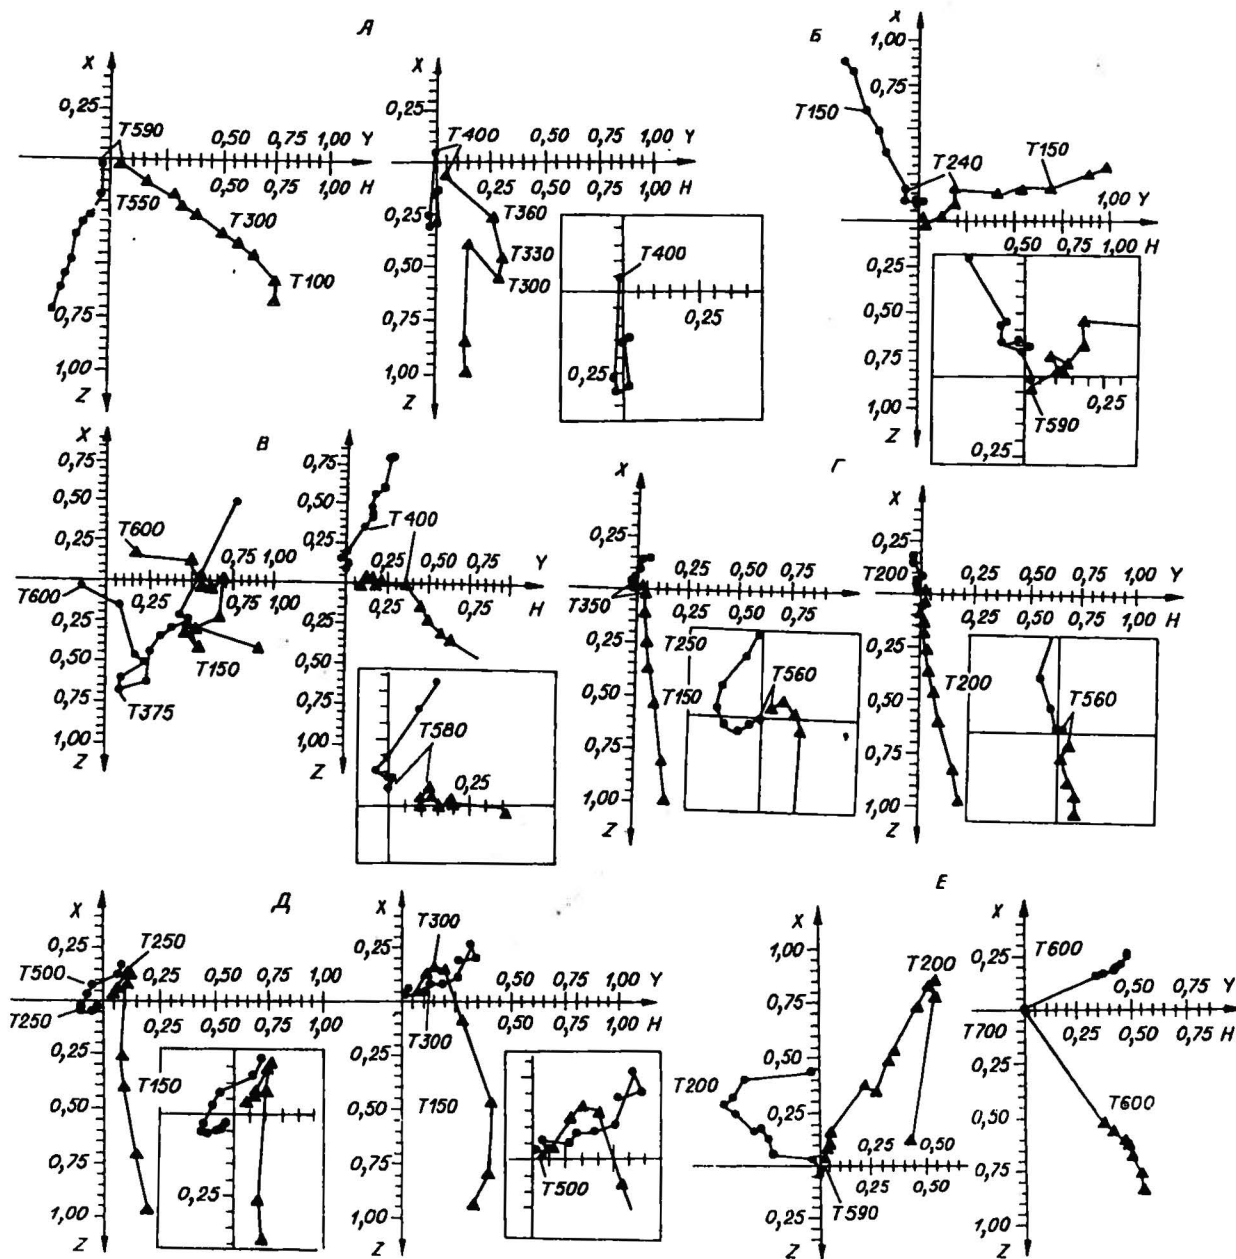 А
X
0,25
T590
0,50 0,75 1,00 Y
0,50 0,75 1,00 H
T550
T300
T100
0,75
1,00
Z
X
0,25
T400
0,50 0,75 1,00 Y
0,25 0,50 0,75 1,00 H
0,25
T360
T330
T300
0,50
0,75
1,00
Z
T400
0,25
0,25
Б
X
1,00
0,75
T150
0,50
T240
T150
1,00 Y
0,50 0,75 1,00 H
0,25
0,50
0,75
1,00
Z
0,25
T590
0,25
В
X
0,75
0,50
T600
0,25
0,75 1,00
T600
0,25 0,75 1,00
0,25
0,50
T150
0,75
T375
1,00
Z
0,75
0,50
T400
0,25
0,25 0,50 0,75 Y
0,25 0,75 H
0,25
0,50
0,75
1,00
Z
T580
0,25
Г
X
0,50
0,25
0,25 0,50 0,75 Y
T350
0,25 0,50 0,75 H
0,25
T250
0,50
T150
0,75
1,00
Z
T560
X
0,50
0,25
T200
0,25 0,50 0,75 1,00 Y
0,25 0,50 0,75 1,00 H
0,25
0,50
T200
0,75
1,00
Z
T560
Д
X
0,25
T250
T500
0,25 0,50 0,75 1,00
T250
0,25 0,50 0,75 1,00
0,25
T150
0,50
0,75
1,00
Z
0,25
X
T300
0,25
0,50 0,75 1,00 Y
0,50 0,75 1,00 H
T300
0,25
T150
0,50
0,75
1,00
Z
T500
Е
X
1,00
T200
0,75
0,50
T200
0,25
0,25 0,50
0,25 0,50
T590
0,25
Z
X
T600
0,25
0,50 0,75 Y
T700
0,25 0,50 0,75 H
0,25
T600
0,50
0,75
1,00
Z